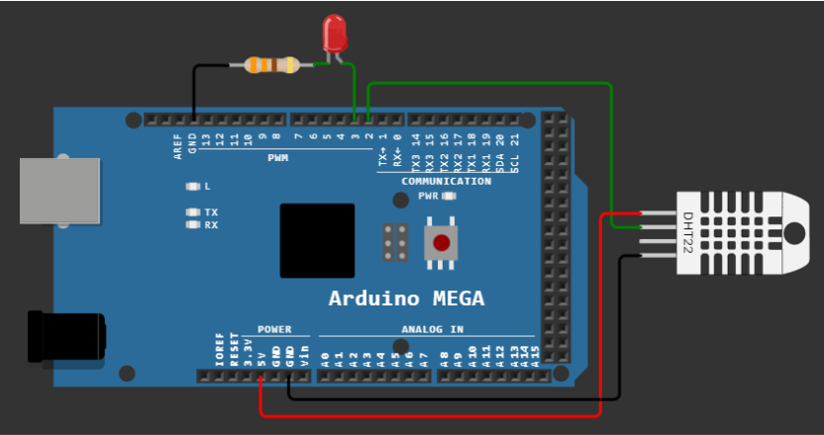 AREF
GND
13
12
11
10
9
8
7
6
5
4
3
2
TX→ 1
RX← 0
TX3 14
RX3 15
TX2 16
RX2 17
TX1 18
RX1 19
SDA 20
SCL 21
PWM
COMMUNICATION
L
PWR
TX
RX
DHT22
Arduino MEGA
POWER
ANALOG IN
IOREF
RESET
3.3V
5V
GND
GND
Vin
A0
A1
A2
A3
A4
A5
A6
A7
A8
A9
A10
A11
A12
A13
A14
A15